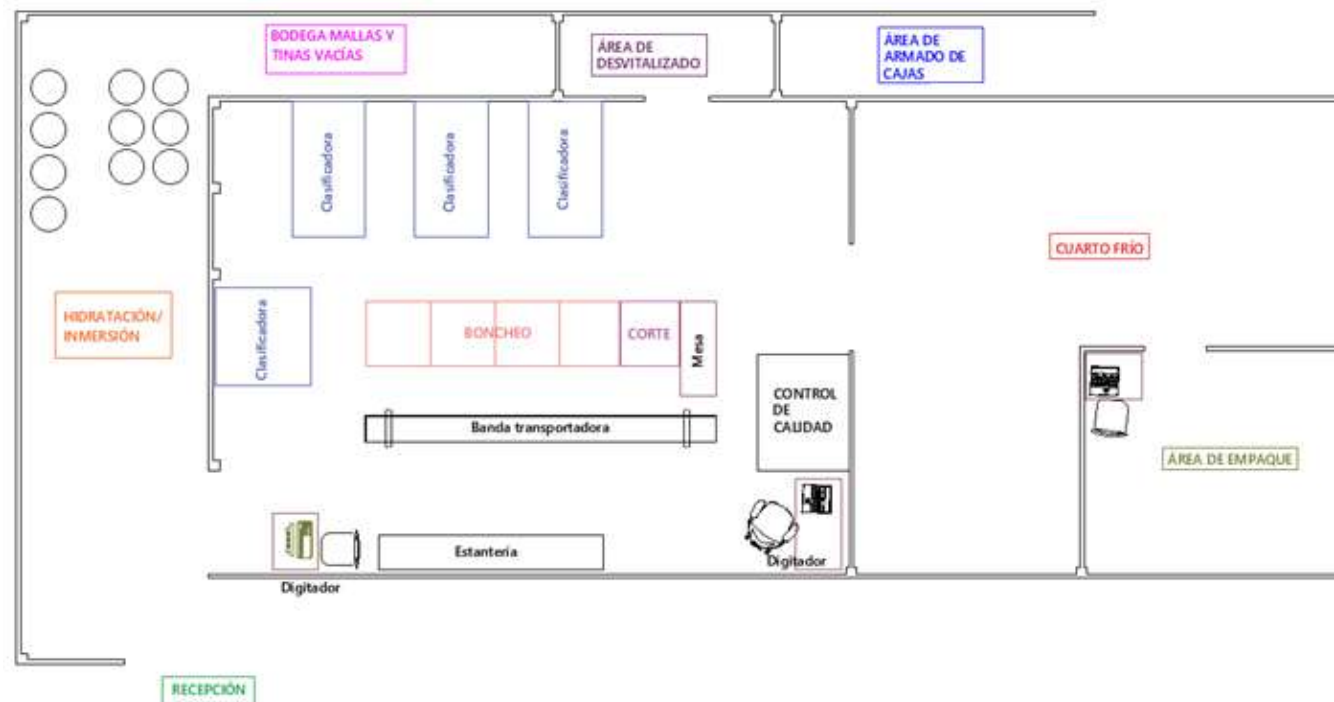 BODEGA MALLAS Y
TINAS VACÍAS
ÁREA DE
DESVITALIZADO
ÁREA DE
ARMADO DE
CAJAS
Clasificadora
Clasificadora
Clasificadora
CUARTO FRÍO
HIDRATACIÓN/
INMERSIÓN
Clasificadora
BONCHEO
CORTE
Mesa
CONTROL
DE
CALIDAD
Banda transportadora
ÁREA DE EMPAQUE
Estantería
Digitador
Digitador
RECEPCIÓN